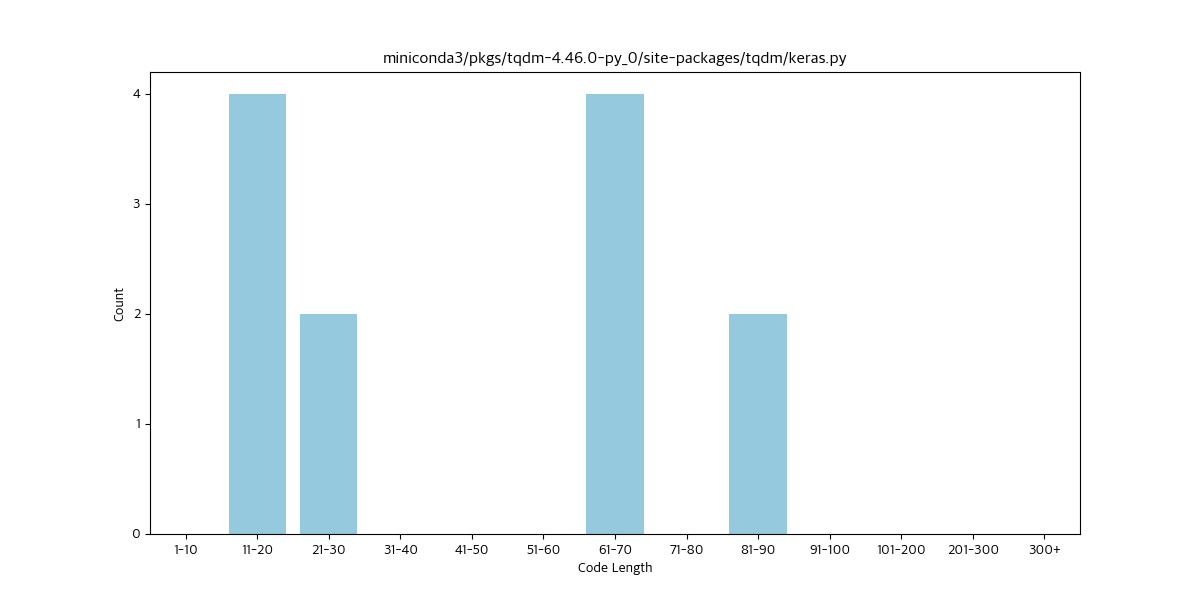 miniconda3/pkgs/tqdm-4.46.0-py_0/site-packages/tqdm/keras.py
4
3
2
1
0
Count
1-10 11-20 21-30 31-40 41-50 51-60 61-70 71-80 81-90 91-100 101-200 201-300 300+
Code Length